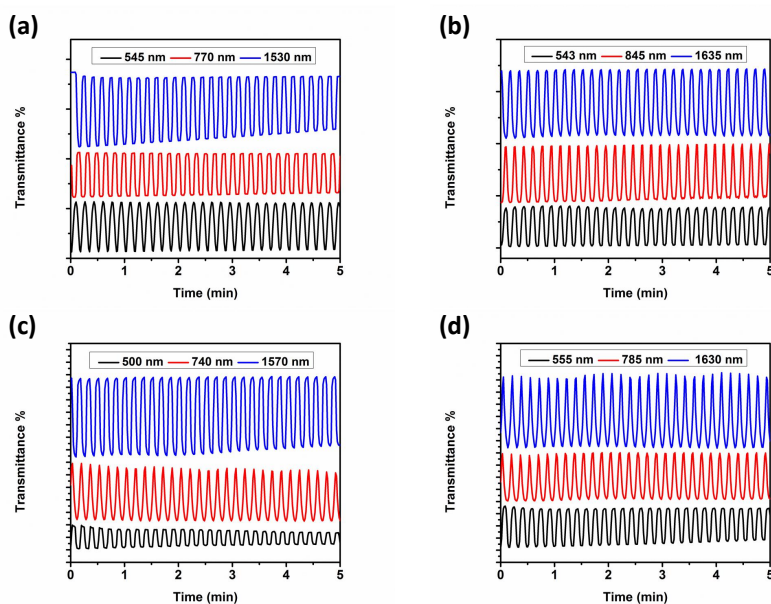 (a)
545 nm 770 nm 1530 nm
Transmittance %
0 1 2 3 4 5
Time (min)
(b)
543 nm 845 nm 1635 nm
Transmittance %
0 1 2 3 4 5
Time (min)
(c)
500 nm 740 nm 1570 nm
Transmittance %
0 1 2 3 4 5
Time (min)
(d)
555 nm 785 nm 1630 nm
Transmittance %
0 1 2 3 4 5
Time (min)